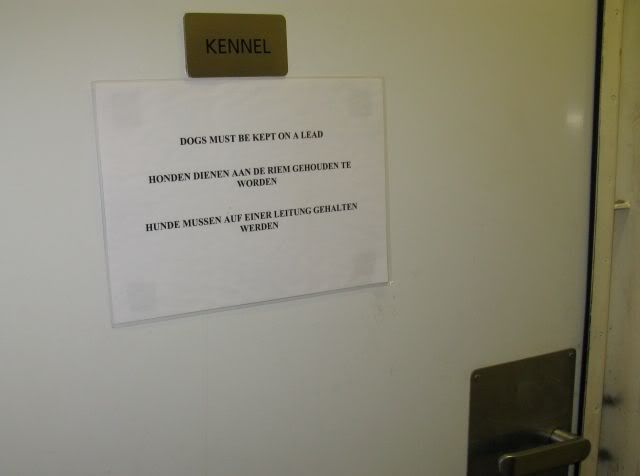 KENNEL
DOGS MUST BE KEPT ON A LEAD
HONDEN DIENEN AAN DE RIEM GEHOUDEN TE
WORDEN
HUNDE MUSSEN AUF EINER LEITUNG GEHALTEN
WERDEN